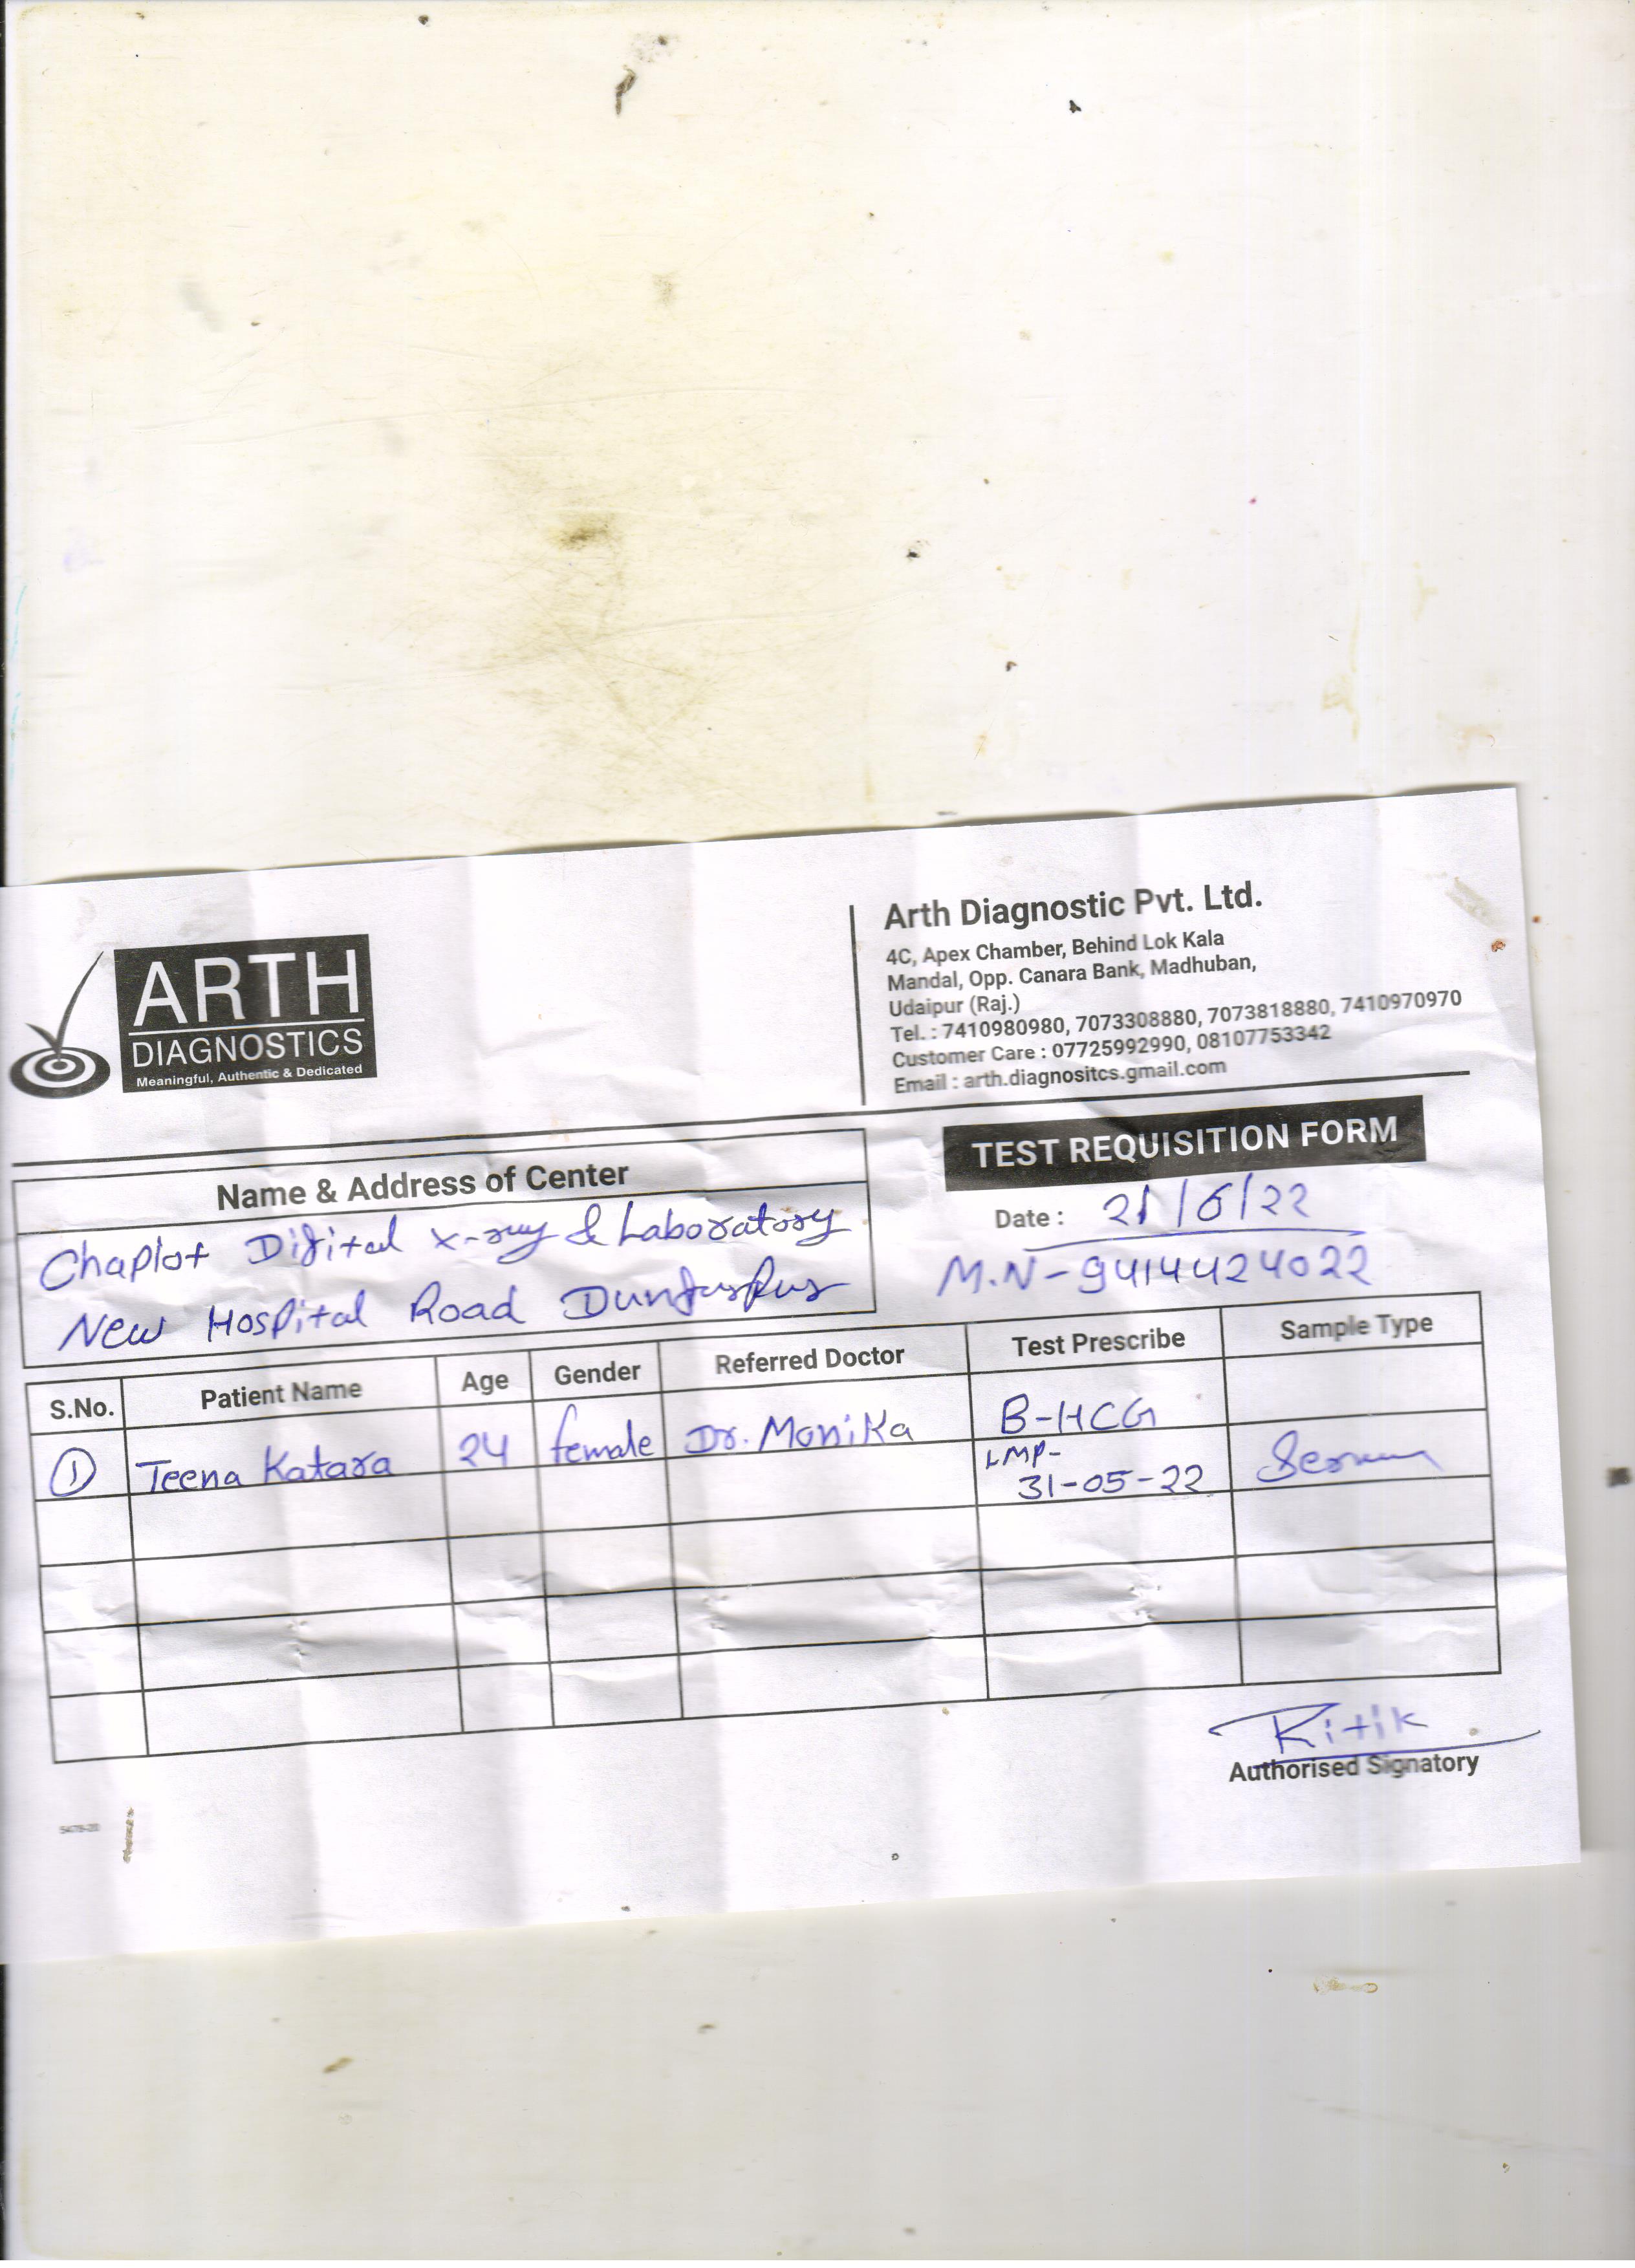 ARTH
DIAGNOSTICS
Meaningful, Authentic & Dedicated
Arth Diagnostic Pvt. Ltd.
4C, Apex Chamber, Behind Lok Kala
Mandal, Opp. Canara Bank, Madhuban,
Udaipur (Raj.)
Tel. : 7410980980, 7073308880, 7073818880, 7410970970
Customer Care : 07725992990, 08107753342
Email : arth.diagnositcs.gmail.com
TEST REQUISITION FORM
Name & Address of Center
Chaplot Digital x-ray & Laboratory
New Hospital Road Dungarpur
Date : 21/6/22
M.N-9414424022
S.No. Patient Name Age Gender Referred Doctor Test Prescribe Sample Type
1 Teena Katara 24 female Dr. Monika B-HCG Serum
LMP-
31-05-22
Ritik
Authorised Signatory